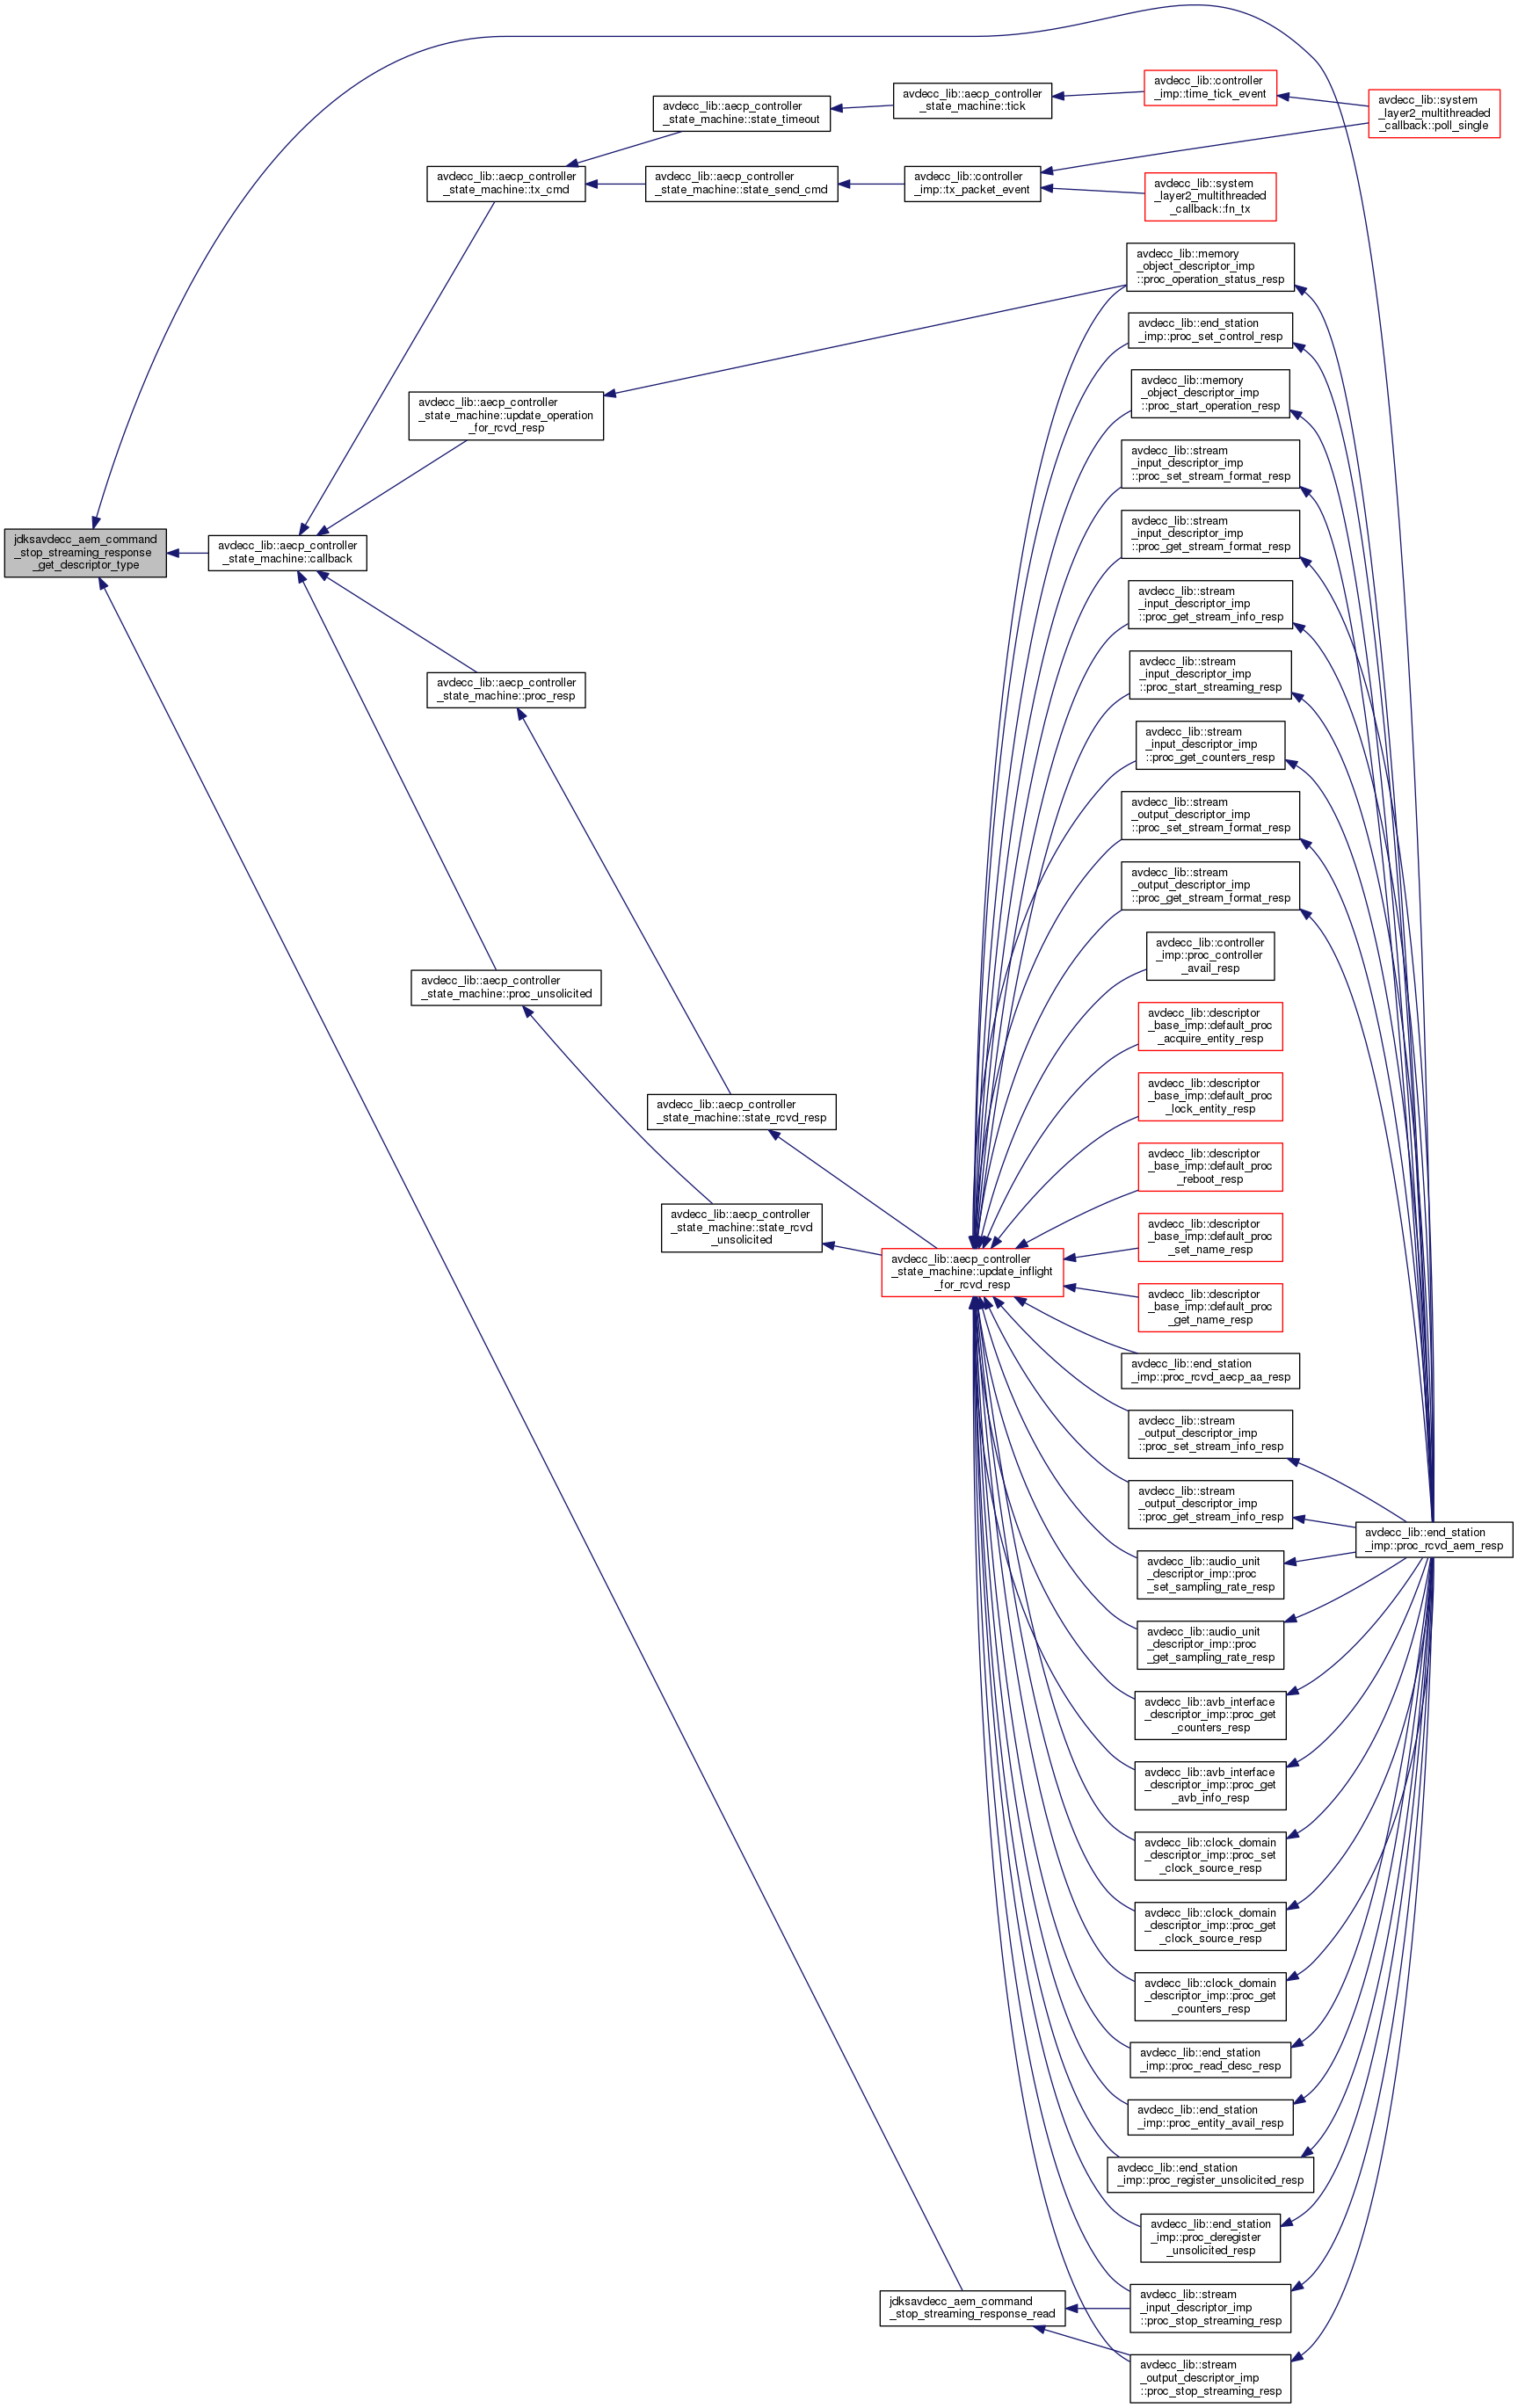 jdksavdecc_aem_command
_stop_streaming_response
_get_descriptor_type
avdecc_lib::aecp_controller
_state_machine::callback
avdecc_lib::aecp_controller
_state_machine::tx_cmd
avdecc_lib::aecp_controller
_state_machine::state_timeout
avdecc_lib::aecp_controller
_state_machine::tick
avdecc_lib::controller
_imp::time_tick_event
avdecc_lib::system
_layer2_multithreaded
_callback::poll_single
avdecc_lib::aecp_controller
_state_machine::state_send_cmd
avdecc_lib::controller
_imp::tx_packet_event
avdecc_lib::system
_layer2_multithreaded
_callback::fn_tx
avdecc_lib::aecp_controller
_state_machine::update_operation
_for_rcvd_resp
avdecc_lib::memory
_object_descriptor_imp
::proc_operation_status_resp
avdecc_lib::end_station
_imp::proc_set_control_resp
avdecc_lib::memory
_object_descriptor_imp
::proc_start_operation_resp
avdecc_lib::stream
_input_descriptor_imp
::proc_set_stream_format_resp
avdecc_lib::stream
_input_descriptor_imp
::proc_get_stream_format_resp
avdecc_lib::stream
_input_descriptor_imp
::proc_get_stream_info_resp
avdecc_lib::stream
_input_descriptor_imp
::proc_start_streaming_resp
avdecc_lib::stream
_input_descriptor_imp
::proc_get_counters_resp
avdecc_lib::stream
_output_descriptor_imp
::proc_set_stream_format_resp
avdecc_lib::stream
_output_descriptor_imp
::proc_get_stream_format_resp
avdecc_lib::controller
_imp::proc_controller
_avail_resp
avdecc_lib::descriptor
_base_imp::default_proc
_acquire_entity_resp
avdecc_lib::descriptor
_base_imp::default_proc
_lock_entity_resp
avdecc_lib::descriptor
_base_imp::default_proc
_reboot_resp
avdecc_lib::descriptor
_base_imp::default_proc
_set_name_resp
avdecc_lib::descriptor
_base_imp::default_proc
_get_name_resp
avdecc_lib::end_station
_imp::proc_rcvd_aecp_aa_resp
avdecc_lib::stream
_output_descriptor_imp
::proc_set_stream_info_resp
avdecc_lib::stream
_output_descriptor_imp
::proc_get_stream_info_resp
avdecc_lib::audio_unit
_descriptor_imp::proc
_set_sampling_rate_resp
avdecc_lib::audio_unit
_descriptor_imp::proc
_get_sampling_rate_resp
avdecc_lib::avb_interface
_descriptor_imp::proc_get
_counters_resp
avdecc_lib::avb_interface
_descriptor_imp::proc_get
_avb_info_resp
avdecc_lib::clock_domain
_descriptor_imp::proc_set
_clock_source_resp
avdecc_lib::clock_domain
_descriptor_imp::proc_get
_clock_source_resp
avdecc_lib::clock_domain
_descriptor_imp::proc_get
_counters_resp
avdecc_lib::end_station
_imp::proc_read_desc_resp
avdecc_lib::end_station
_imp::proc_entity_avail_resp
avdecc_lib::end_station
_imp::proc_register_unsolicited_resp
avdecc_lib::end_station
_imp::proc_deregister
_unsolicited_resp
avdecc_lib::stream
_input_descriptor_imp
::proc_stop_streaming_resp
avdecc_lib::stream
_output_descriptor_imp
::proc_stop_streaming_resp
avdecc_lib::end_station
_imp::proc_rcvd_aem_resp
avdecc_lib::aecp_controller
_state_machine::proc_resp
avdecc_lib::aecp_controller
_state_machine::proc_unsolicited
avdecc_lib::aecp_controller
_state_machine::state_rcvd_resp
avdecc_lib::aecp_controller
_state_machine::state_rcvd
_unsolicited
avdecc_lib::aecp_controller
_state_machine::update_inflight
_for_rcvd_resp
jdksavdecc_aem_command
_stop_streaming_response_read